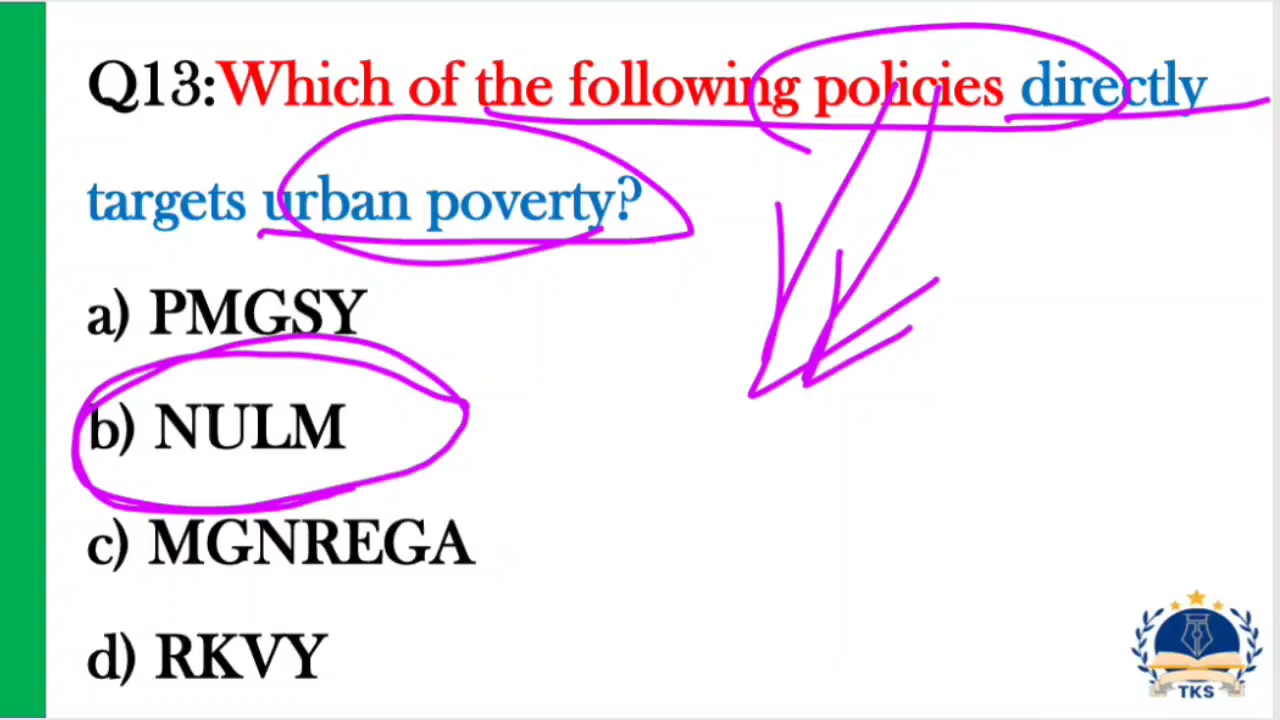 Q13:Which of the following policies directly
targets urban poverty?
a) PMGSY
b) NULM
c) MGNREGA
d) RKVY
TKS